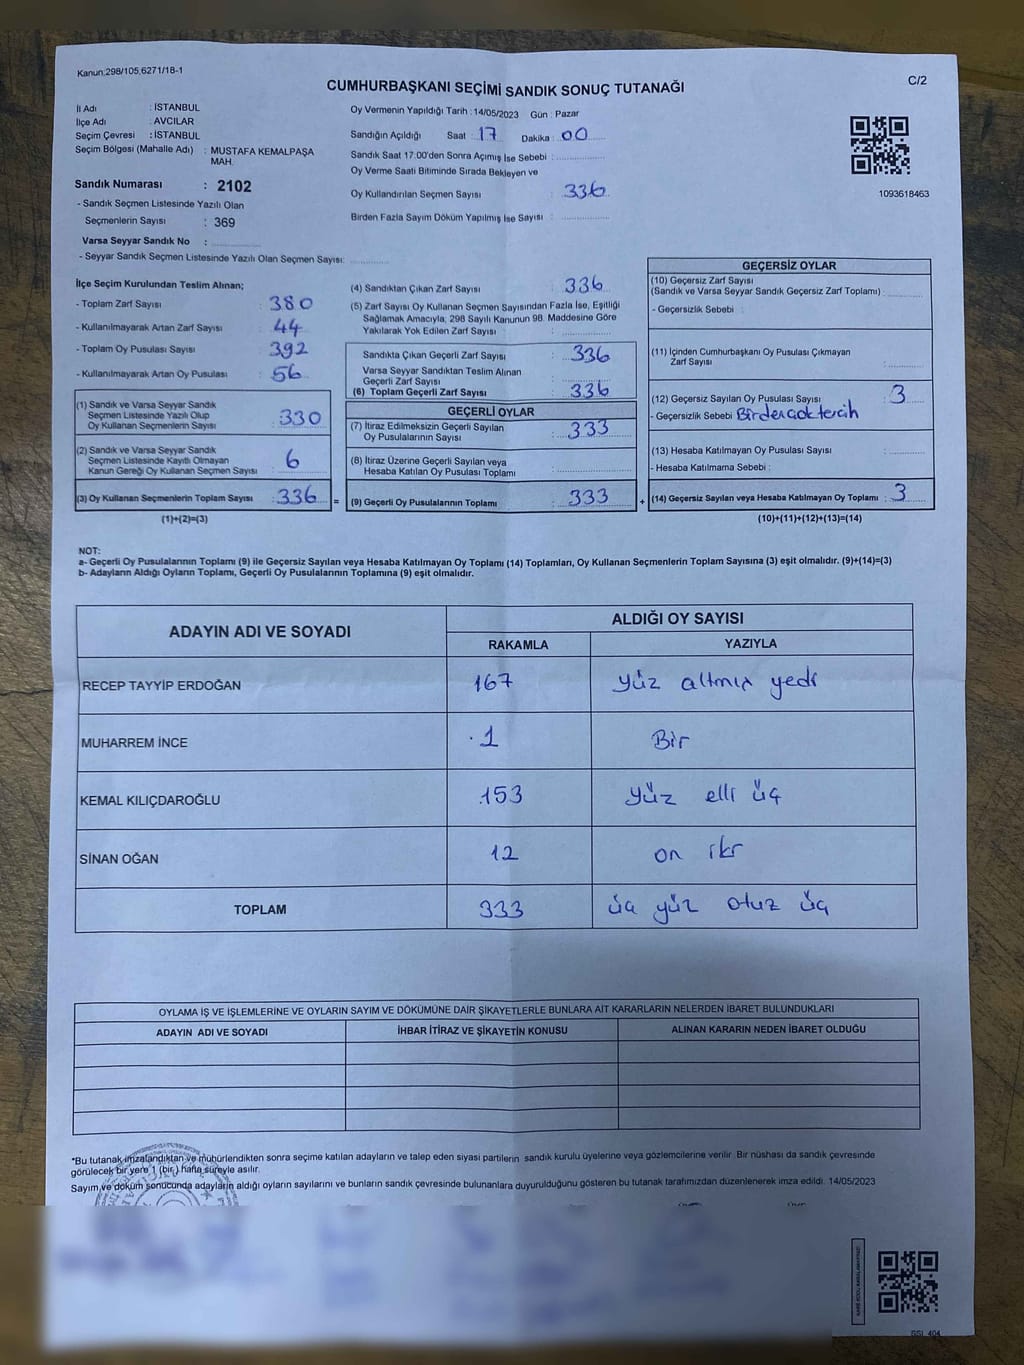 Kanun:298/105,6271/18-1
C/2
CUMHURBAŞKANI SEÇİMİ SANDIK SONUÇ TUTANAĞI
İl Adı : İSTANBUL
İlçe Adı : AVCILAR
Seçim Çevresi : İSTANBUL
Seçim Bölgesi (Mahalle Adı) : MUSTAFA KEMALPAŞA
MAH.
Sandık Numarası : 2102
- Sandık Seçmen Listesinde Yazılı Olan
Seçmenlerin Sayısı : 369
Varsa Seyyar Sandık No :
- Seyyar Sandık Seçmen Listesinde Yazılı Olan Seçmen Sayısı:
Oy Vermenin Yapıldığı Tarih : 14/05/2023 Gün : Pazar
Sandığın Açıldığı Saat : 17 Dakika : 00
Sandık Saat 17:00'den Sonra Açımış İse Sebebi :
Oy Verme Saati Bitiminde Sırada Bekleyen ve
Oy Kullandırılan Seçmen Sayısı : 336
Birden Fazla Sayım Döküm Yapılmış İse Sayısı :
1093618463
İlçe Seçim Kurulundan Teslim Alınan;
- Toplam Zarf Sayısı : 380
- Kullanılmayarak Artan Zarf Sayısı : 44
- Toplam Oy Pusulası Sayısı : 392
- Kullanılmayarak Artan Oy Pusulası : 56
(1) Sandık ve Varsa Seyyar Sandık
Seçmen Listesinde Yazılı Olup
Oy Kullanan Seçmenlerin Sayısı : 330
(2) Sandık ve Varsa Seyyar Sandık
Seçmen Listesinde Kayıtlı Olmayan
Kanun Gereği Oy Kullanan Seçmen Sayısı : 6
(3) Oy Kullanan Seçmenlerin Toplam Sayısı : 336 =
(1)+(2)=(3)
(4) Sandıktan Çıkan Zarf Sayısı : 336
(5) Zarf Sayısı Oy Kullanan Seçmen Sayısından Fazla İse, Eşitliği
Sağlamak Amacıyla; 298 Sayılı Kanunun 98. Maddesine Göre
Yakılarak Yok Edilen Zarf Sayısı :
Sandıkta Çıkan Geçerli Zarf Sayısı : 336
Varsa Seyyar Sandıktan Teslim Alınan
Geçerli Zarf Sayısı :
(6) Toplam Geçerli Zarf Sayısı : 336
GEÇERLİ OYLAR
(7) İtiraz Edilmeksizin Geçerli Sayılan
Oy Pusulalarının Sayısı : 333
(8) İtiraz Üzerine Geçerli Sayılan veya
Hesaba Katılan Oy Pusulası Toplamı :
(9) Geçerli Oy Pusulalarının Toplamı : 333 +
GEÇERSİZ OYLAR
(10) Geçersiz Zarf Sayısı
(Sandık ve Varsa Seyyar Sandık Geçersiz Zarf Toplamı) :
- Geçersizlik Sebebi :
(11) İçinden Cumhurbaşkanı Oy Pusulası Çıkmayan
Zarf Sayısı :
(12) Geçersiz Sayılan Oy Pusulası Sayısı : 3
- Geçersizlik Sebebi : Birden çok tercih
(13) Hesaba Katılmayan Oy Pusulası Sayısı :
- Hesaba Katılmama Sebebi :
(14) Geçersiz Sayılan veya Hesaba Katılmayan Oy Toplamı : 3
(10)+(11)+(12)+(13)=(14)
NOT:
a- Geçerli Oy Pusulalarının Toplamı (9) ile Geçersiz Sayılan veya Hesaba Katılmayan Oy Toplamı (14) Toplamları, Oy Kullanan Seçmenlerin Toplam Sayısına (3) eşit olmalıdır. (9)+(14)=(3)
b- Adayların Aldığı Oyların Toplamı, Geçerli Oy Pusulalarının Toplamına (9) eşit olmalıdır.
ADAYIN ADI VE SOYADI
ALDIĞI OY SAYISI
RAKAMLA YAZIYLA
RECEP TAYYİP ERDOĞAN 167 yüz altmış yedi
MUHARREM İNCE 1 Bir
KEMAL KILIÇDAROĞLU 153 yüz elli üç
SİNAN OĞAN 12 on iki
TOPLAM 333 üç yüz otuz üç
OYLAMA İŞ VE İŞLEMLERİNE VE OYLARIN SAYIM VE DÖKÜMÜNE DAİR ŞİKAYETLERLE BUNLARA AİT KARARLARIN NELERDEN İBARET BULUNDUKLARI
ADAYIN ADI VE SOYADI İHBAR İTİRAZ VE ŞİKAYETİN KONUSU ALINAN KARARIN NEDEN İBARET OLDUĞU
*Bu tutanak imzalandıktan ve mühürlendikten sonra seçime katılan adayların ve talep eden siyasi partilerin sandık kurulu üyelerine veya gözlemcilerine verilir. Bir nüshası da sandık çevresinde
görülecek bir yere 1 (bir ) hafta süreyle asılır.
Sayım ve döküm sonucunda adayların aldığı oyların sayılarını ve bunların sandık çevresinde bulunanlara duyurulduğunu gösteren bu tutanak tarafımızdan düzenlenerek imza edildi. 14/05/2023